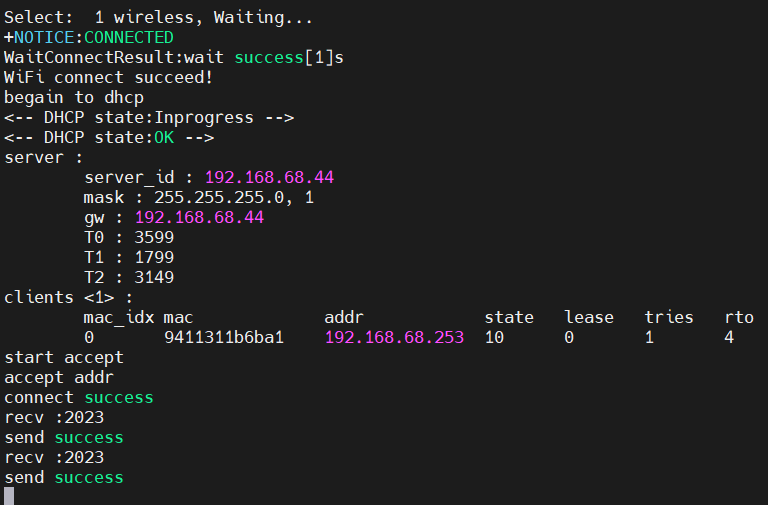 Select:  1 wireless, Waiting...
+NOTICE:CONNECTED
WaitConnectResult:wait success[1]s
WiFi connect succeed!
begain to dhcp
<-- DHCP state:Inprogress -->
<-- DHCP state:OK -->
server :
        server_id : 192.168.68.44
        mask : 255.255.255.0, 1
        gw : 192.168.68.44
        T0 : 3599
        T1 : 1799
        T2 : 3149
clients <1> :
        mac_idx mac             addr            state   lease   tries   rto
        0       9411311b6ba1    192.168.68.253  10      0       1       4
start accept
accept addr
connect success
recv :2023
send success
recv :2023
send success